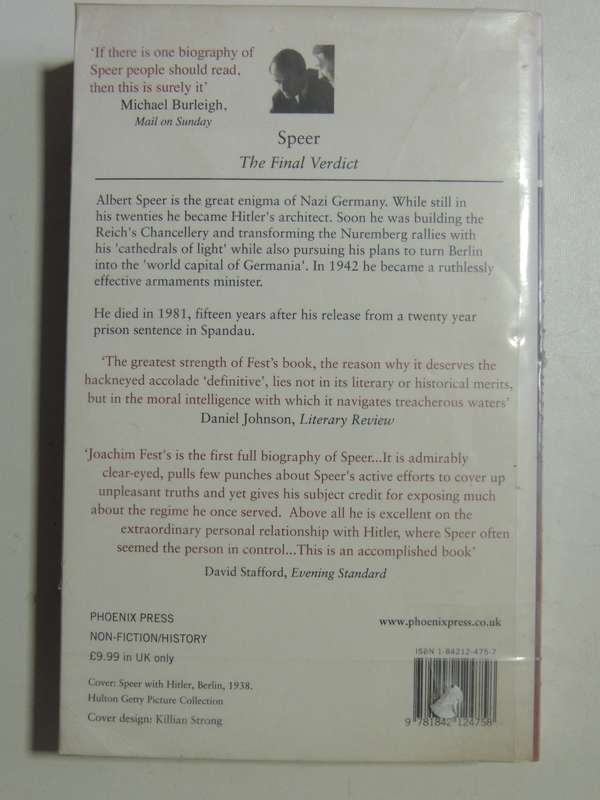 ‘If there is one biography of
Speer people should read,
then this is surely it’
Michael Burleigh,
Mail on Sunday
Speer
The Final Verdict
Albert Speer is the great enigma of Nazi Germany. While still in
his twenties he became Hitler's architect. Soon he was building the
Reich's Chancellery and transforming the Nuremberg rallies with
his 'cathedrals of light' while also pursuing his plans to turn Berlin
into the 'world capital of Germania'. In 1942 he became a ruthlessly
effective armaments minister.
He died in 1981, fifteen years after his release from a twenty year
prison sentence in Spandau.
‘The greatest strength of Fest's book, the reason why it deserves the
hackneyed accolade ‘definitive’, lies not in its literary or historical merits,
but in the moral intelligence with which it navigates treacherous waters’
Daniel Johnson, Literary Review
‘Joachim Fest's is the first full biography of Speer...It is admirably
clear-eyed, pulls few punches about Speer's active efforts to cover up
unpleasant truths and yet gives his subject credit for exposing much
about the regime he once served. Above all he is excellent on the
extraordinary personal relationship with Hitler, where Speer often
seemed the person in control...This is an accomplished book’
David Stafford, Evening Standard
PHOENIX PRESS
www.phoenixpress.co.uk
NON-FICTION/HISTORY
£9.99 in UK only
ISBN 1-84212-475-7
Cover: Speer with Hitler, Berlin, 1938.
Hulton Getty Picture Collection
Cover design: Killian Strong
9 781842 124758